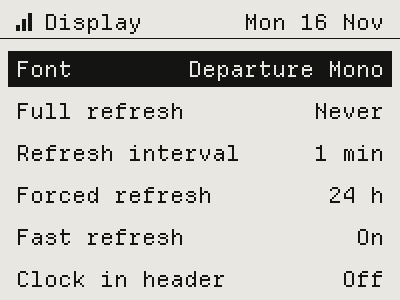 Display Mon 16 Nov
Font Departure Mono
Full refresh Never
Refresh interval 1 min
Forced refresh 24 h
Fast refresh On
Clock in header Off